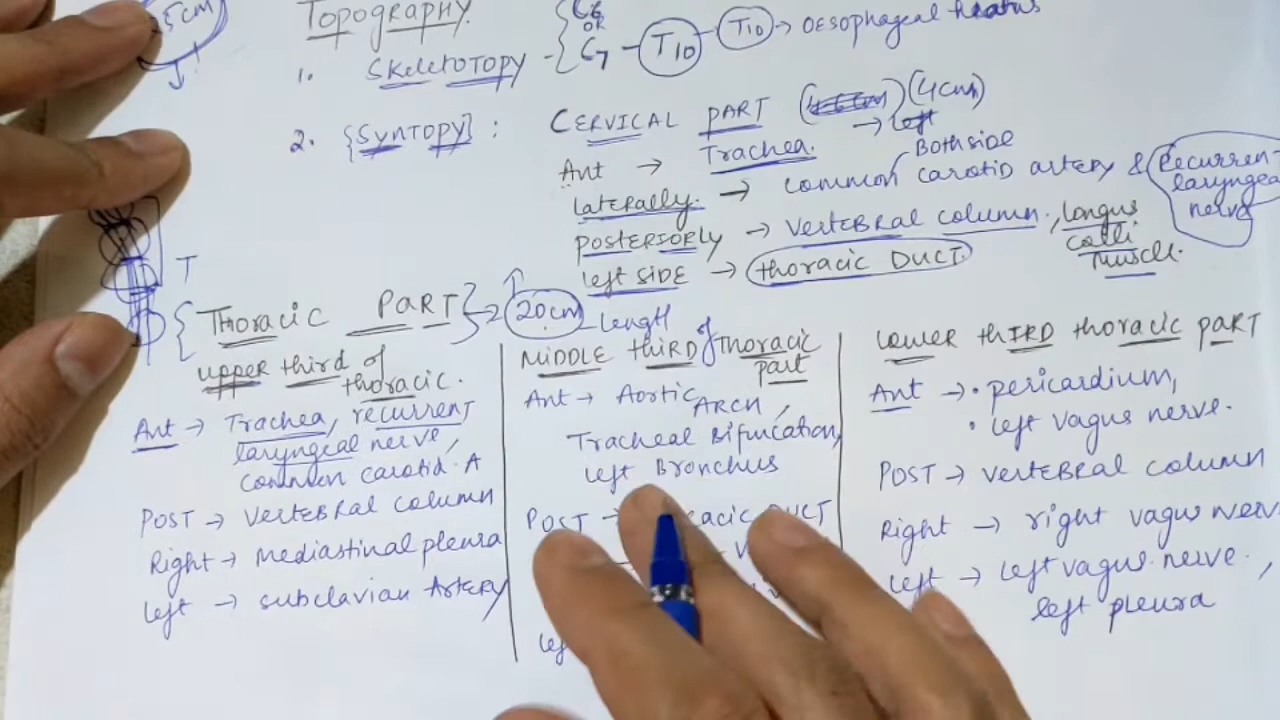 5cm
Topography
C6
OR
1. SKELETOTOPY - C7 - T10 - T10 → OESophageal hiatus
2. {SYNTOPY} : CERVICAL PART (4cm)
→ left
Ant → Trachea.
Both side
laterally. → common carotid artery & Recurren-
laryngeal
nerve
POSTERIORLY → VERTEBRAL column, longus
colli
muscle.
left SIDE → thoracic DUCT.
T
THoracic PART → 20cm length
upper third of
thoracic.
Ant → Trachea, recurrent
laryngeal nerve,
common carotid. A
POST → VERTEBRAL column
Right → Mediastinal pleura
left → subclavian Artery
MIDDLE third of Thoracic
part
Ant → Aortic ARCH,
Tracheal Bifurcation,
left Bronchus
POST → DUCT
lower third thoracic PART
Ant → • pericardium,
• left vagus nerve.
POST → VERTEBRAL column
Right → right vagus
left → left vagus nerve. ,
left pleura